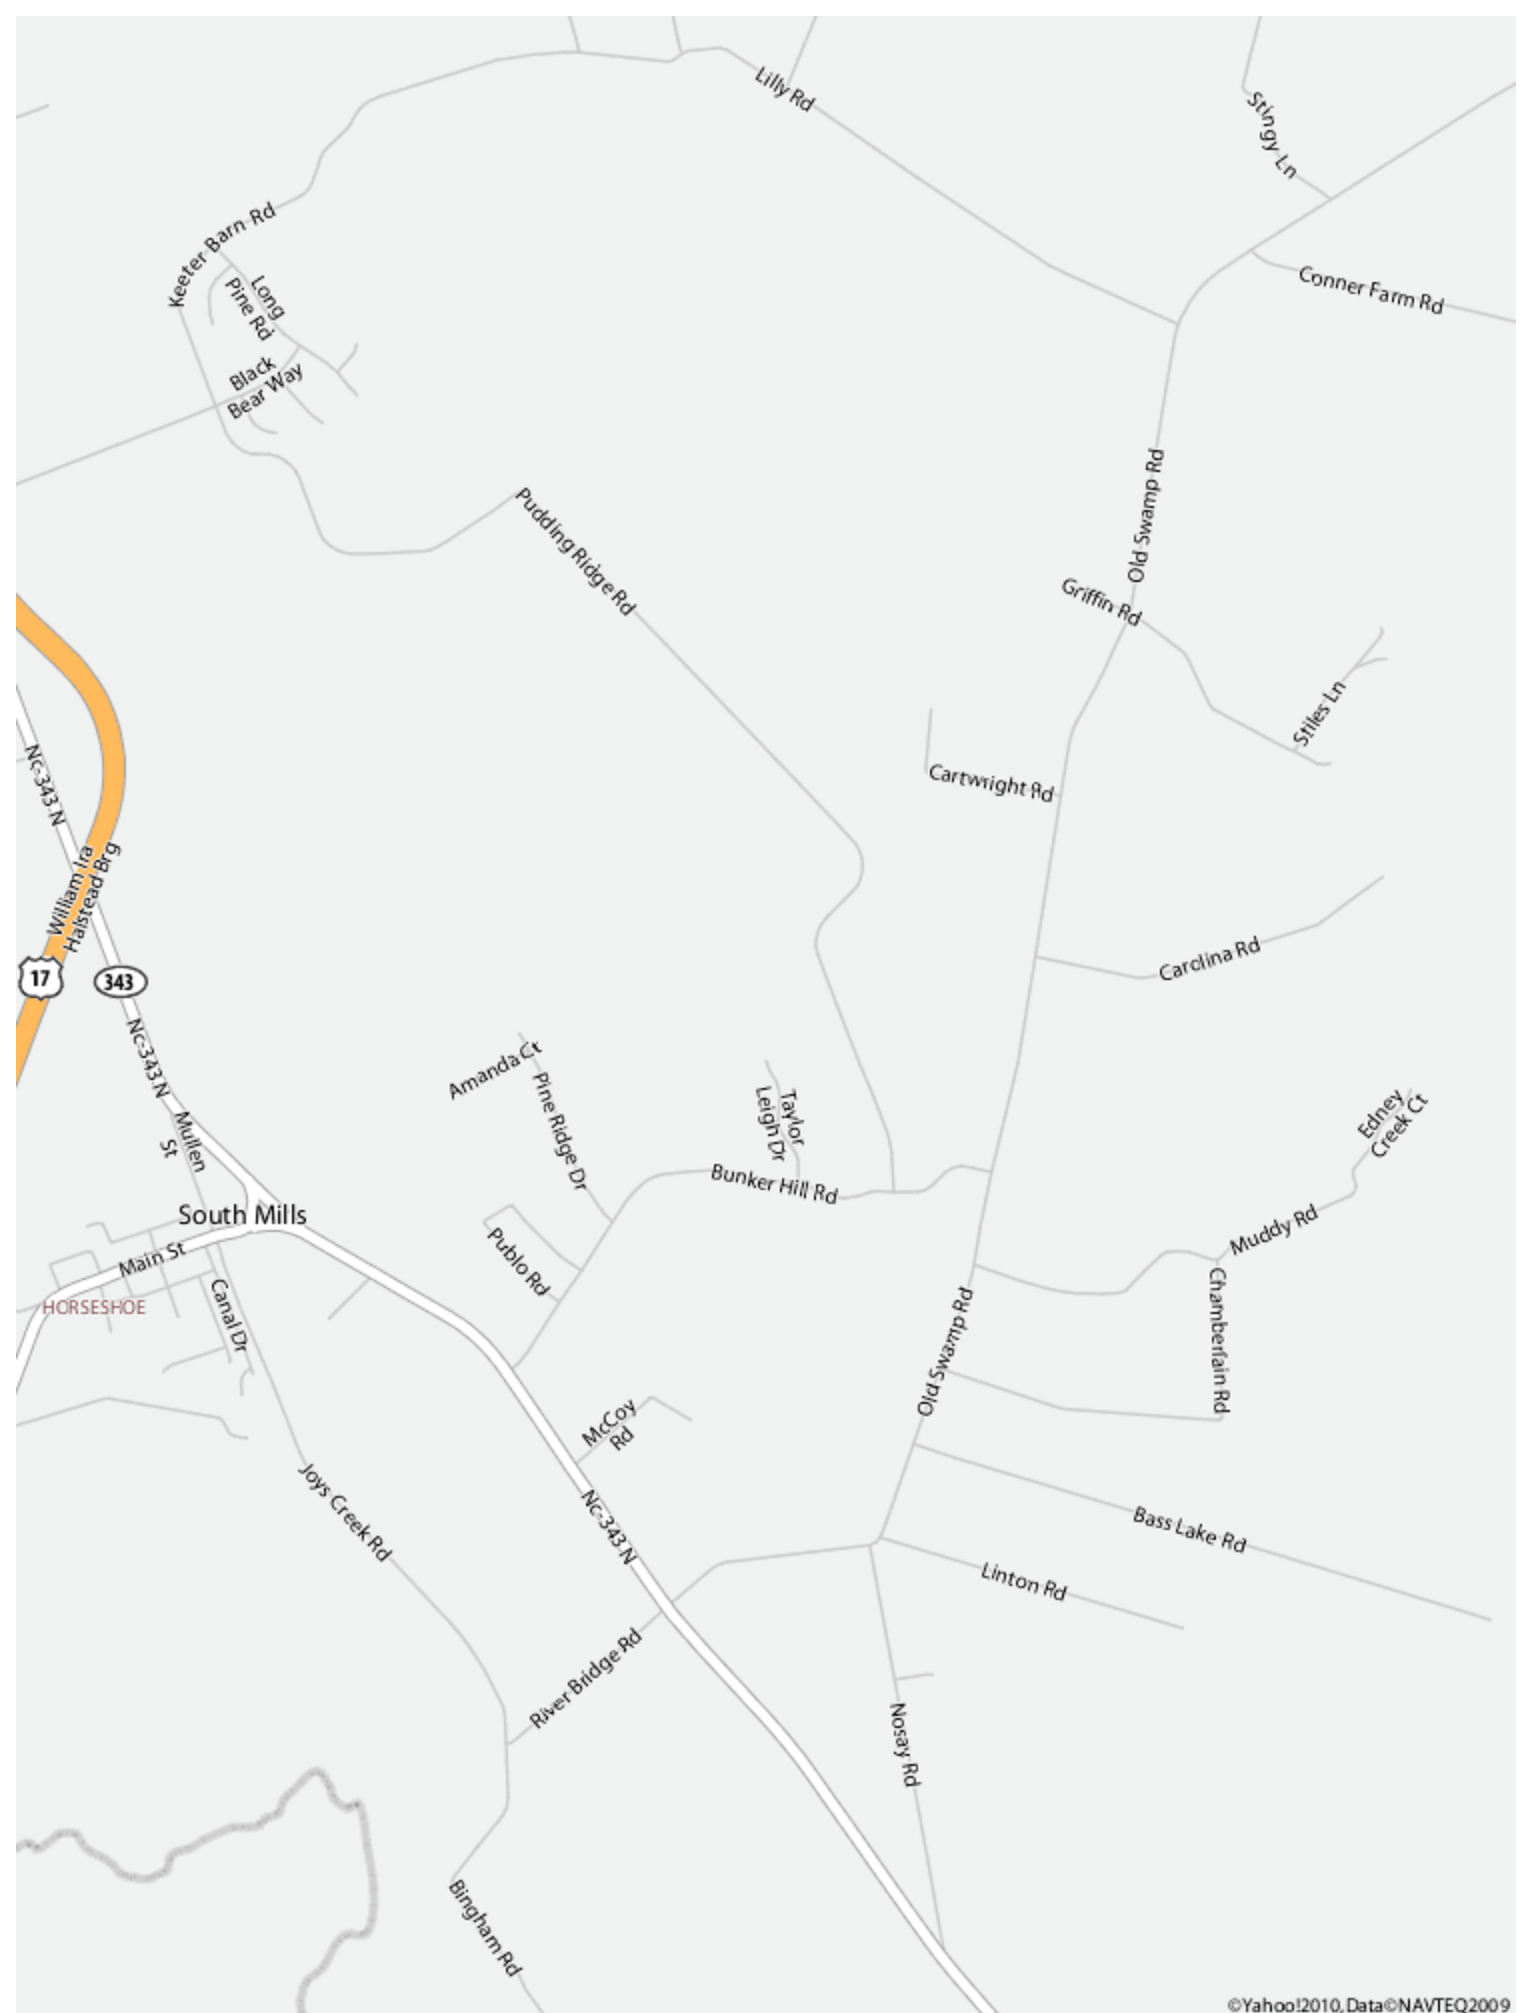 Lilly Rd
Stingy Ln
Keeter Barn Rd
Conner Farm Rd
Long
Pine Rd
Black
Bear Way
Old Swamp Rd
Pudding Ridge Rd
Griffin Rd
Stiles Ln
Nc-343 N
Cartwright Rd
William Ira
Halstead Brg
Carolina Rd
17
343
Nc-343 N
Amanda Ct
Pine Ridge Dr
Taylor
Leigh Dr
Edney
Creek Ct
Mullen
St
Bunker Hill Rd
South Mills
Muddy Rd
Main St
Publo Rd
Chamberlain Rd
HORSESHOE
Canal Dr
Old Swamp Rd
McCoy
Rd
Joys Creek Rd
Nc-343 N
Bass Lake Rd
Linton Rd
River Bridge Rd
Nosay Rd
Bingham Rd
©Yahoo!2010, Data©NAVTEQ2009